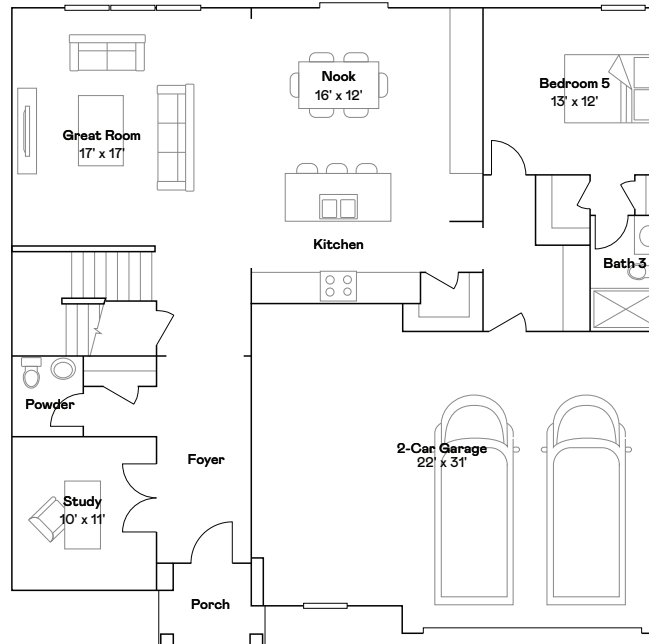 Nook
16' x 12'
Bedroom 5
13' x 12'
Great Room
17' x 17'
Kitchen
Bath 3
Powder
2-Car Garage
22' x 31'
Foyer
Study
10' x 11'
Porch